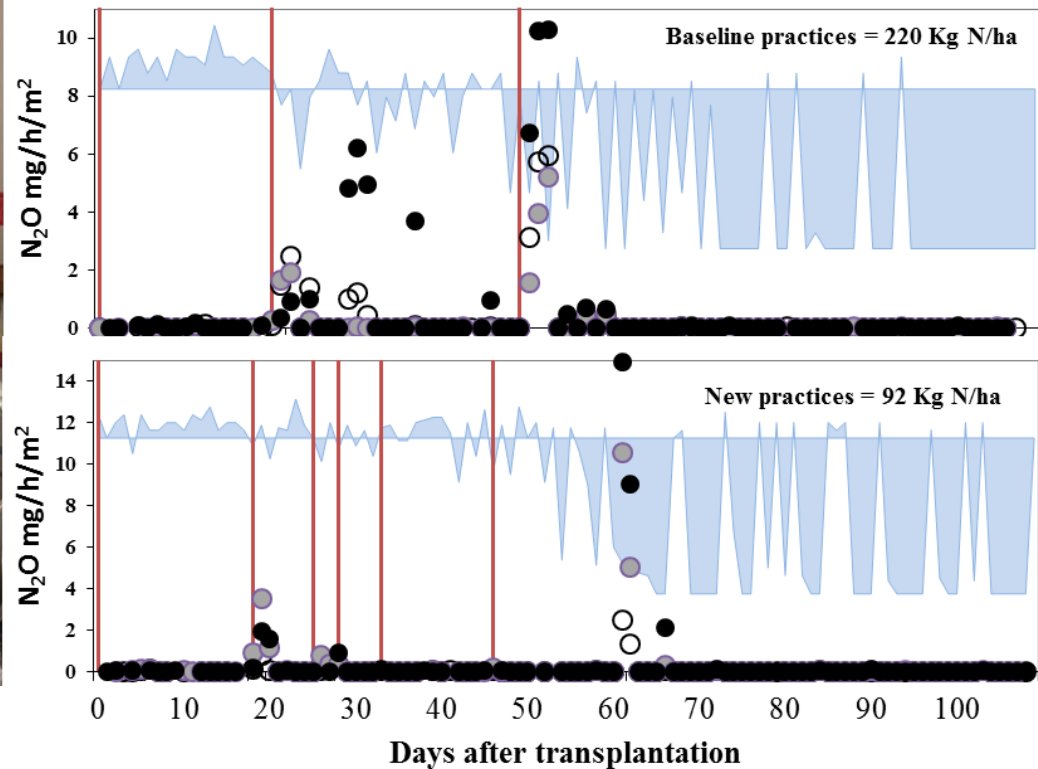 Baseline practices = 220 Kg N/ha
N₂O mg/h/m²
10
8
6
4
2
0
New practices = 92 Kg N/ha
N₂O mg/h/m²
14
12
10
8
6
4
2
0
0 10 20 30 40 50 60 70 80 90 100
Days after transplantation